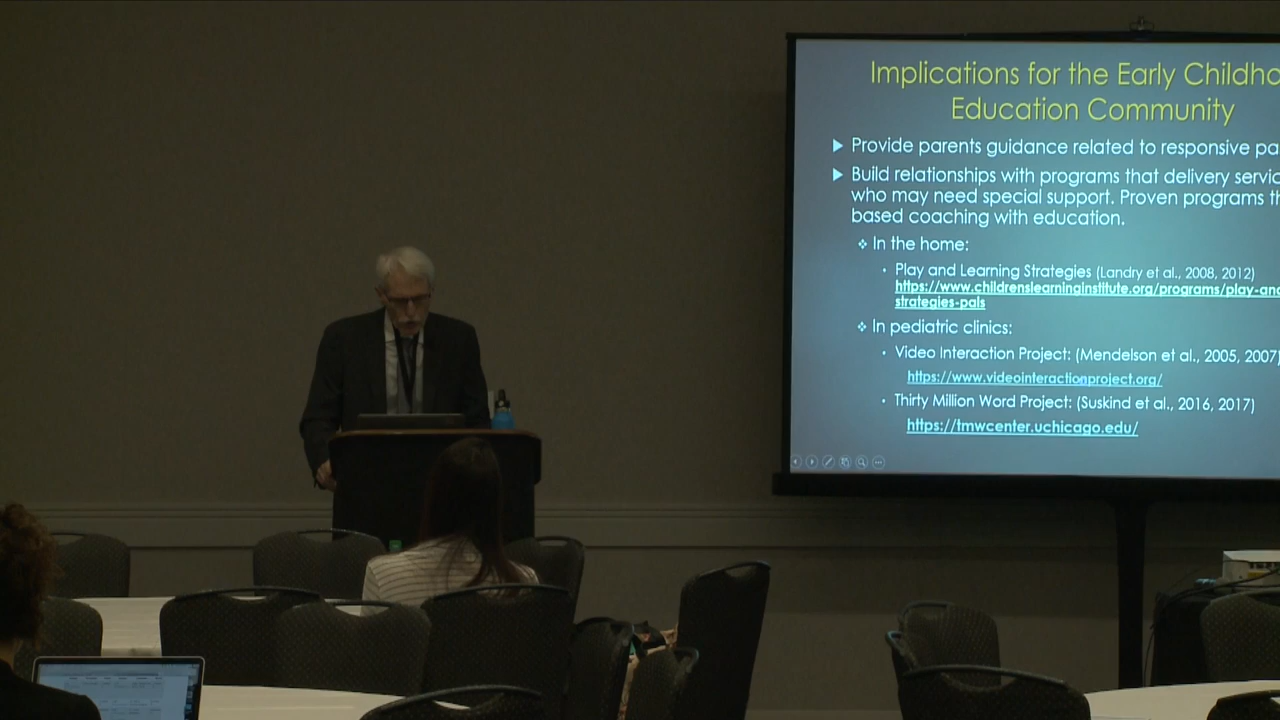 Implications for the Early Childho
Education Community
Provide parents guidance related to responsive pa
Build relationships with programs that delivery servic
who may need special support. Proven programs th
based coaching with education.
In the home:
Play and Learning Strategies (Landry et al., 2008, 2012)
https://www.childrenslearninginstitute.org/programs/play-and
strategies-pals
In pediatric clinics:
Video Interaction Project: (Mendelson et al., 2005, 2007)
https://www.videointeractionproject.org/
Thirty Million Word Project: (Suskind et al., 2016, 2017)
https://tmwcenter.uchicago.edu/